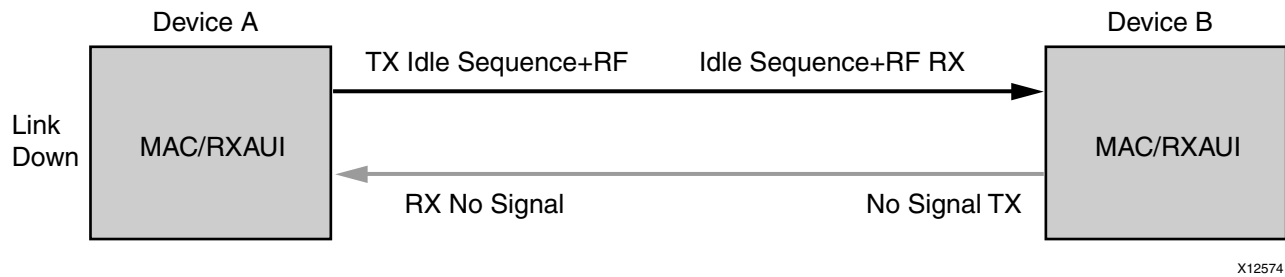 Device A
Device B
TX Idle Sequence+RF
Idle Sequence+RF RX
Link
Down
MAC/RXAUI
MAC/RXAUI
RX No Signal
No Signal TX
X12574